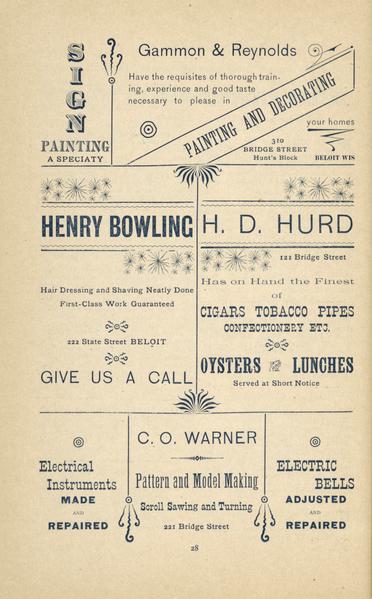 SIGN
PAINTING
A SPECIATY
Gammon & Reynolds
Have the requisites of thorough train-
ing, experience and good taste
necessary to please in
PAINTING AND DECORATING
your homes
310
BRIDGE STREET
Hunt's Block
BELOIT WIS
HENRY BOWLING
Hair Dressing and Shaving Neatly Done
First-Class Work Guaranteed
222 State Street BELOIT
GIVE US A CALL
H. D. HURD
121 Bridge Street
Has on Hand the Finest
of
CIGARS TOBACCO PIPES
CONFECTIONERY ETJ.
OYSTERS LUNCHES
Served at Short Notice
Electrical
Instruments
MADE
AND
REPAIRED
C. O. WARNER
Pattern and Model Making
Scroll Sawing and Turning
221 Bridge Street
ELECTRIC
BELLS
ADJUSTED
AND
REPAIRED
28